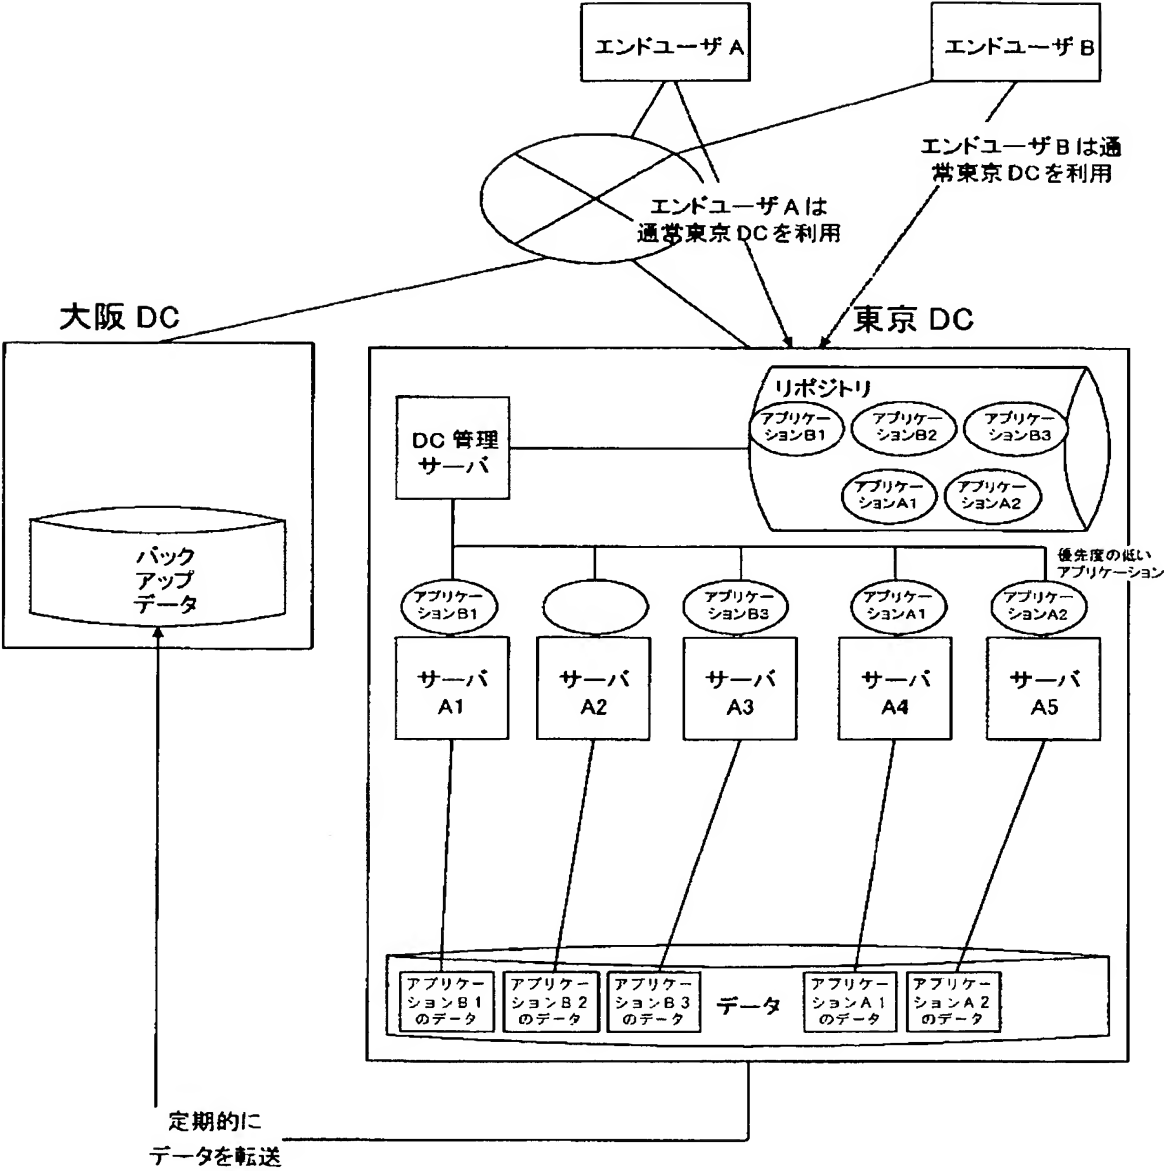 エンドユーザ A
エンドユーザ B
エンドユーザ B は通
常東京 DC を利用
エンドユーザ A は
通常東京 DC を利用
大阪 DC
東京 DC
リポジトリ
アプリケー
ションB1
アプリケー
ションB2
アプリケー
ションB3
アプリケー
ションA1
アプリケー
ションA2
DC 管理
サーバ
バック
アップ
データ
優先度の低い
アプリケーション
アプリケー
ションB1
アプリケー
ションB3
アプリケー
ションA1
アプリケー
ションA2
サーバ
A1
サーバ
A2
サーバ
A3
サーバ
A4
サーバ
A5
アプリケー
ションB1
のデータ
アプリケー
ションB2
のデータ
アプリケー
ションB3
のデータ
データ
アプリケー
ションA1
のデータ
アプリケー
ションA2
のデータ
定期的に
データを転送